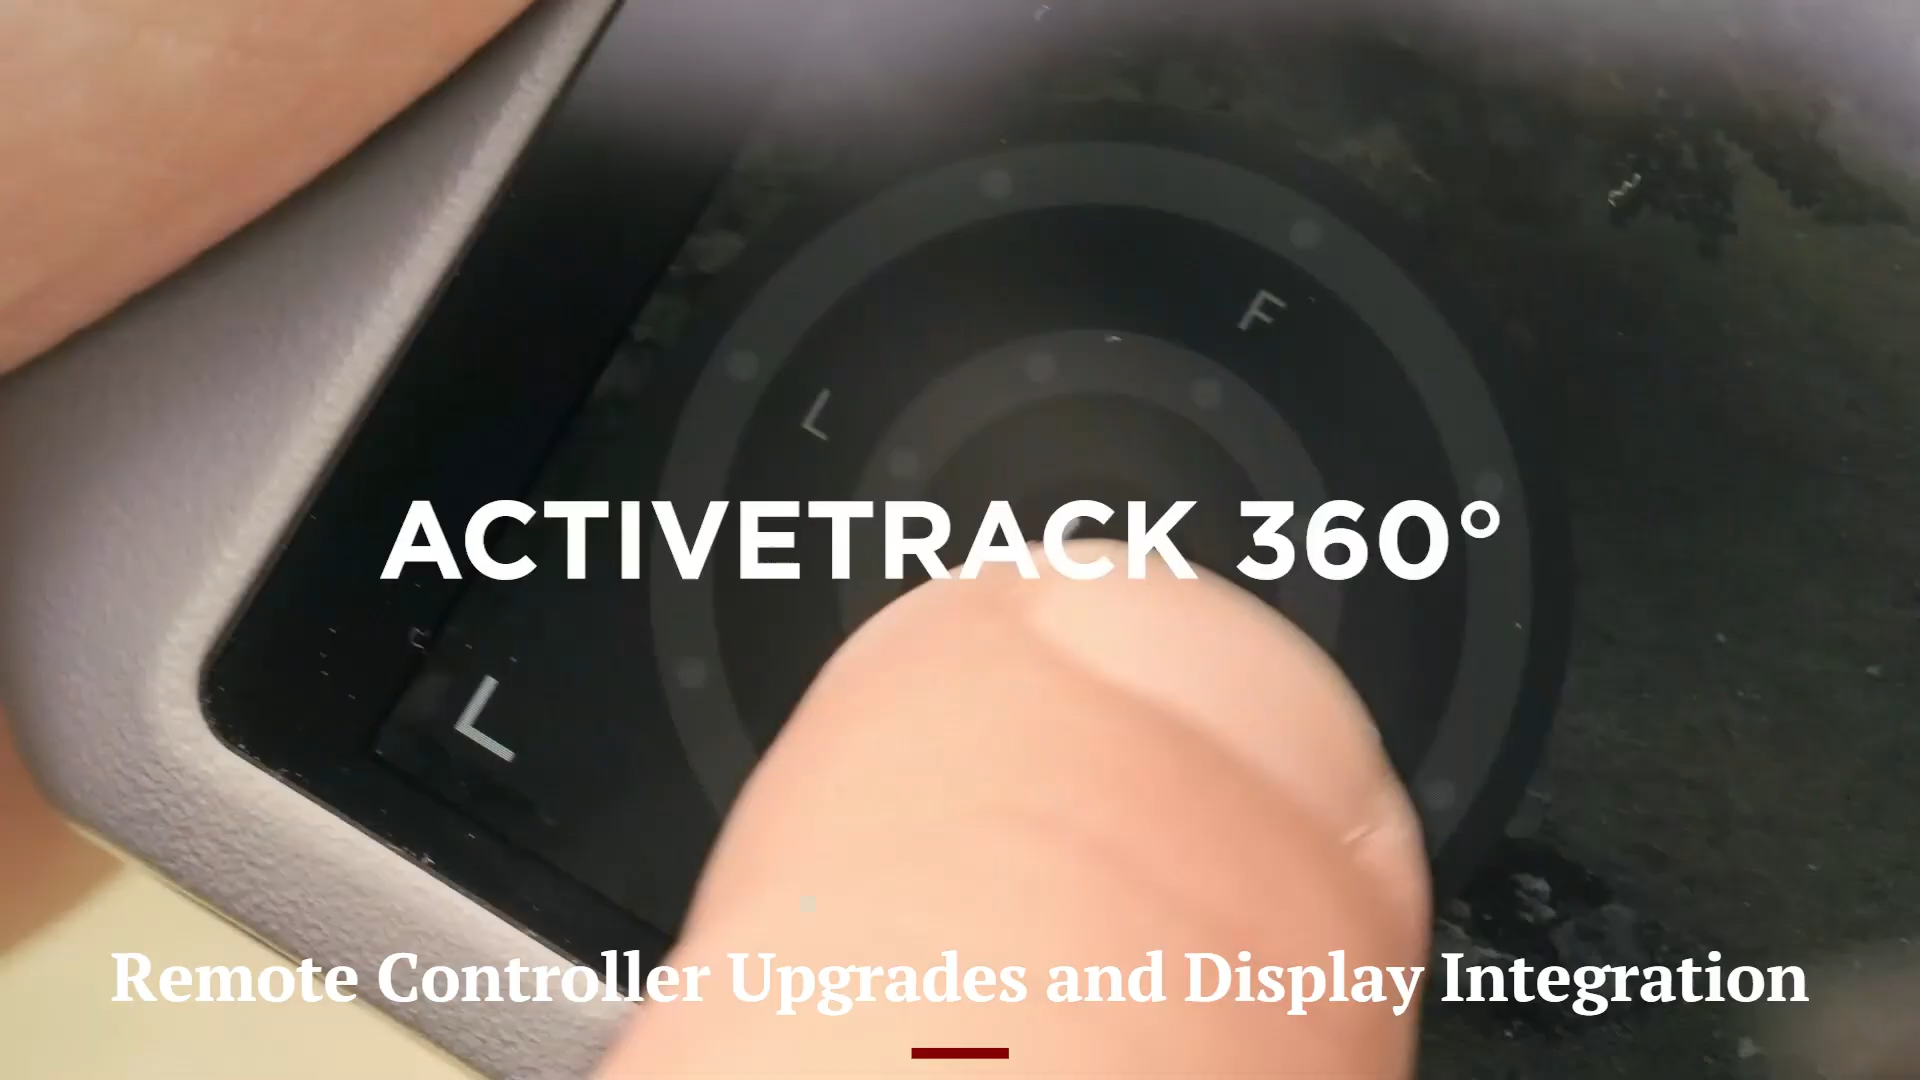 F
L
ACTIVETRACK 360°
Remote Controller Upgrades and Display Integration